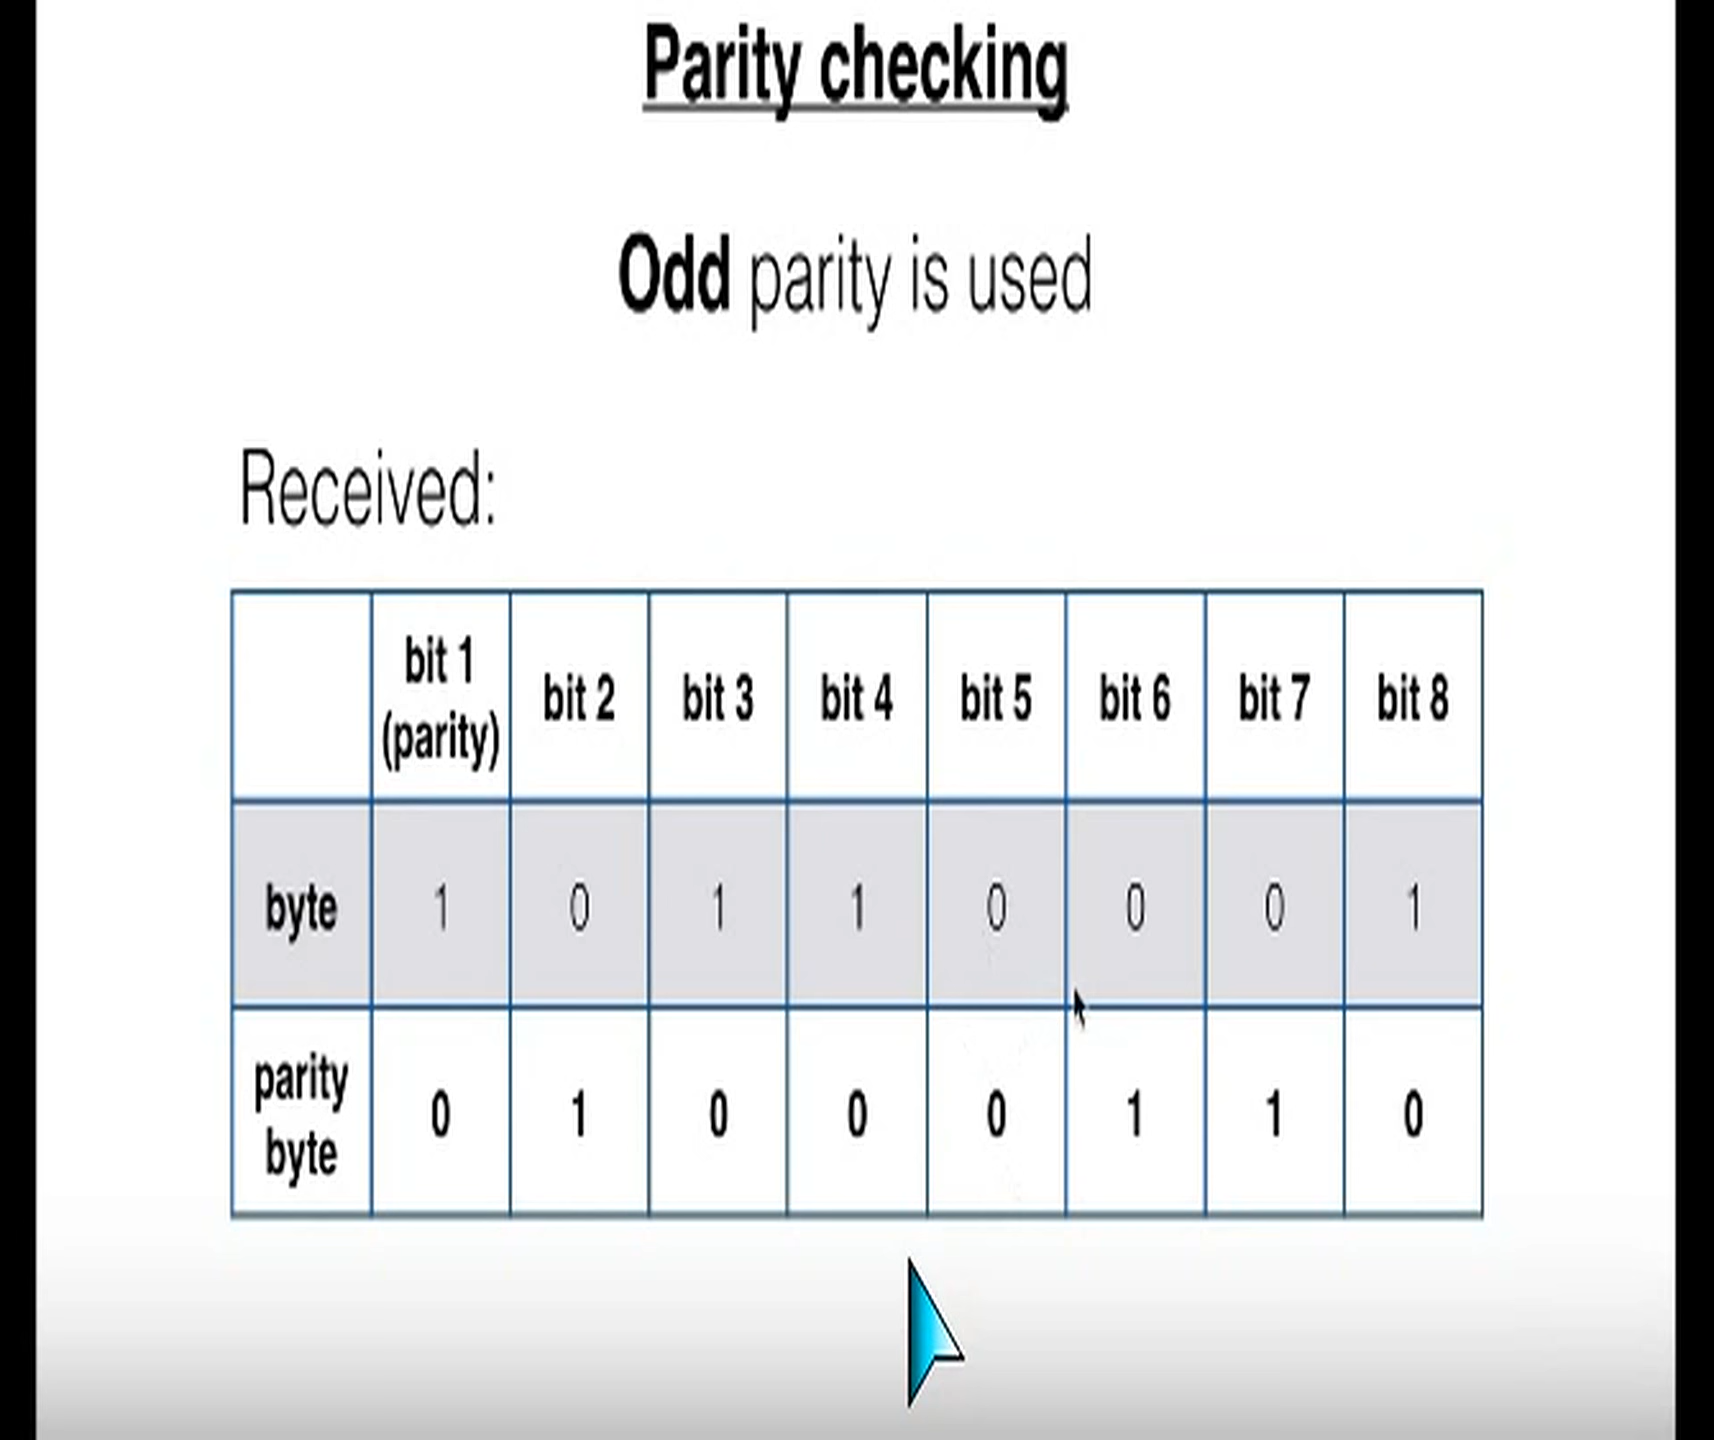 Parity checking
Odd parity is used
Received:
bit 1 (parity) bit 2 bit 3 bit 4 bit 5 bit 6 bit 7 bit 8
byte 1 0 1 1 0 0 0 1
parity byte 0 1 0 0 0 1 1 0